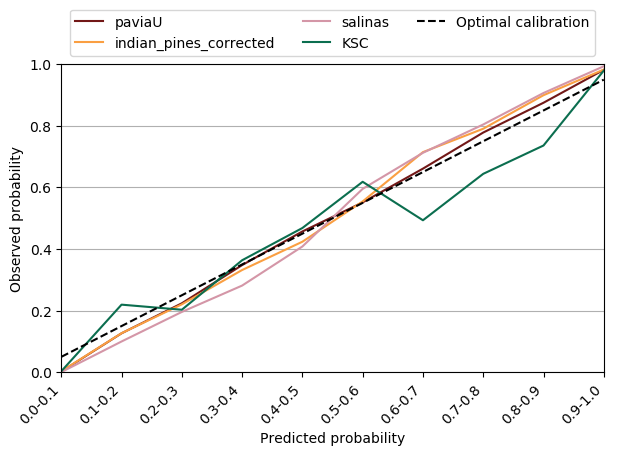 paviaU
indian_pines_corrected
salinas
KSC
Optimal calibration
1.0
0.8
0.6
0.4
0.2
0.0
Observed probability
0.0-0.1
0.1-0.2
0.2-0.3
0.3-0.4
0.4-0.5
0.5-0.6
0.6-0.7
0.7-0.8
0.8-0.9
0.9-1.0
Predicted probability